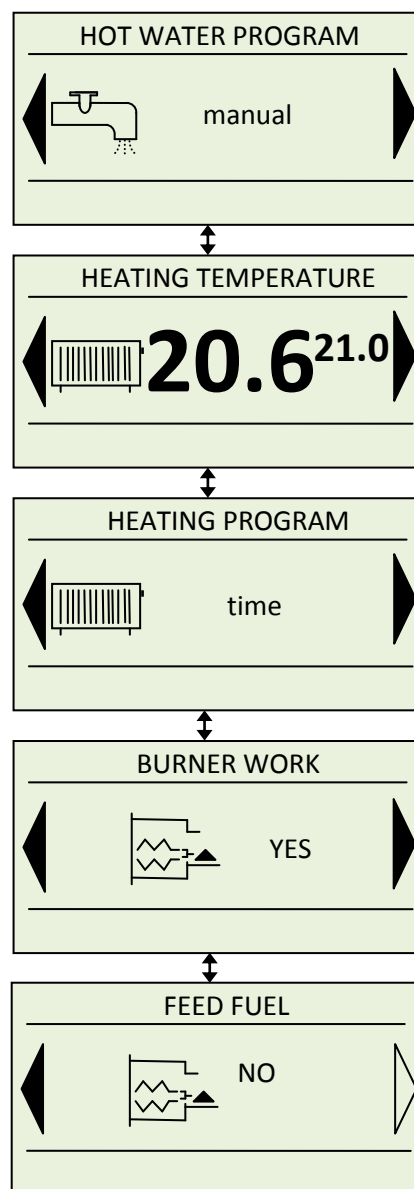 HOT WATER PROGRAM
manual
HEATING TEMPERATURE
20.6 21.0
HEATING PROGRAM
time
BURNER WORK
YES
FEED FUEL
NO